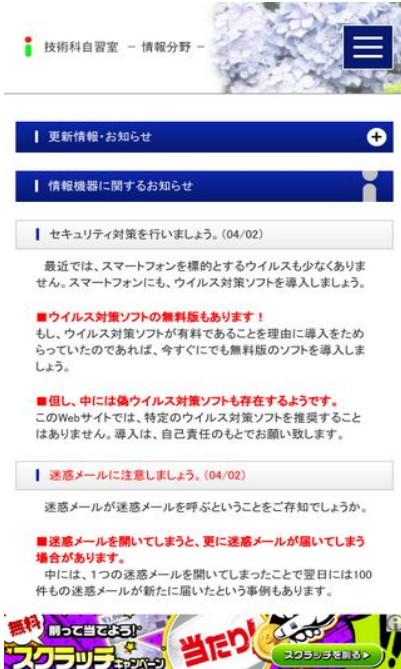 技術科自習室 － 情報分野 －
更新情報・お知らせ
情報機器に関するお知らせ
セキュリティ対策を行いましょう。(04/02)
最近では、スマートフォンを標的とするウイルスも少なくありま
せん。スマートフォンにも、ウイルス対策ソフトを導入しましょう。
■ウイルス対策ソフトの無料版もあります！
もし、ウイルス対策ソフトが有料であることを理由に導入をため
らっていたのであれば、今すぐにでも無料版のソフトを導入しま
しょう。
■但し、中には偽ウイルス対策ソフトも存在するようです。
このWebサイトでは、特定のウイルス対策ソフトを推奨すること
はありません。導入は、自己責任のもとでお願い致します。
迷惑メールに注意しましょう。(04/02)
迷惑メールが迷惑メールを呼ぶということをご存知でしょうか。
■迷惑メールを開いてしまうと、更に迷惑メールが届いてしまう
場合があります。
中には、1つの迷惑メールを開いてしまったことで翌日には100
件もの迷惑メールが新たに届いたという事例もあります。
無料 削って当てよう!
スクラッチキャンペーン
当たり
スクラッチを削る